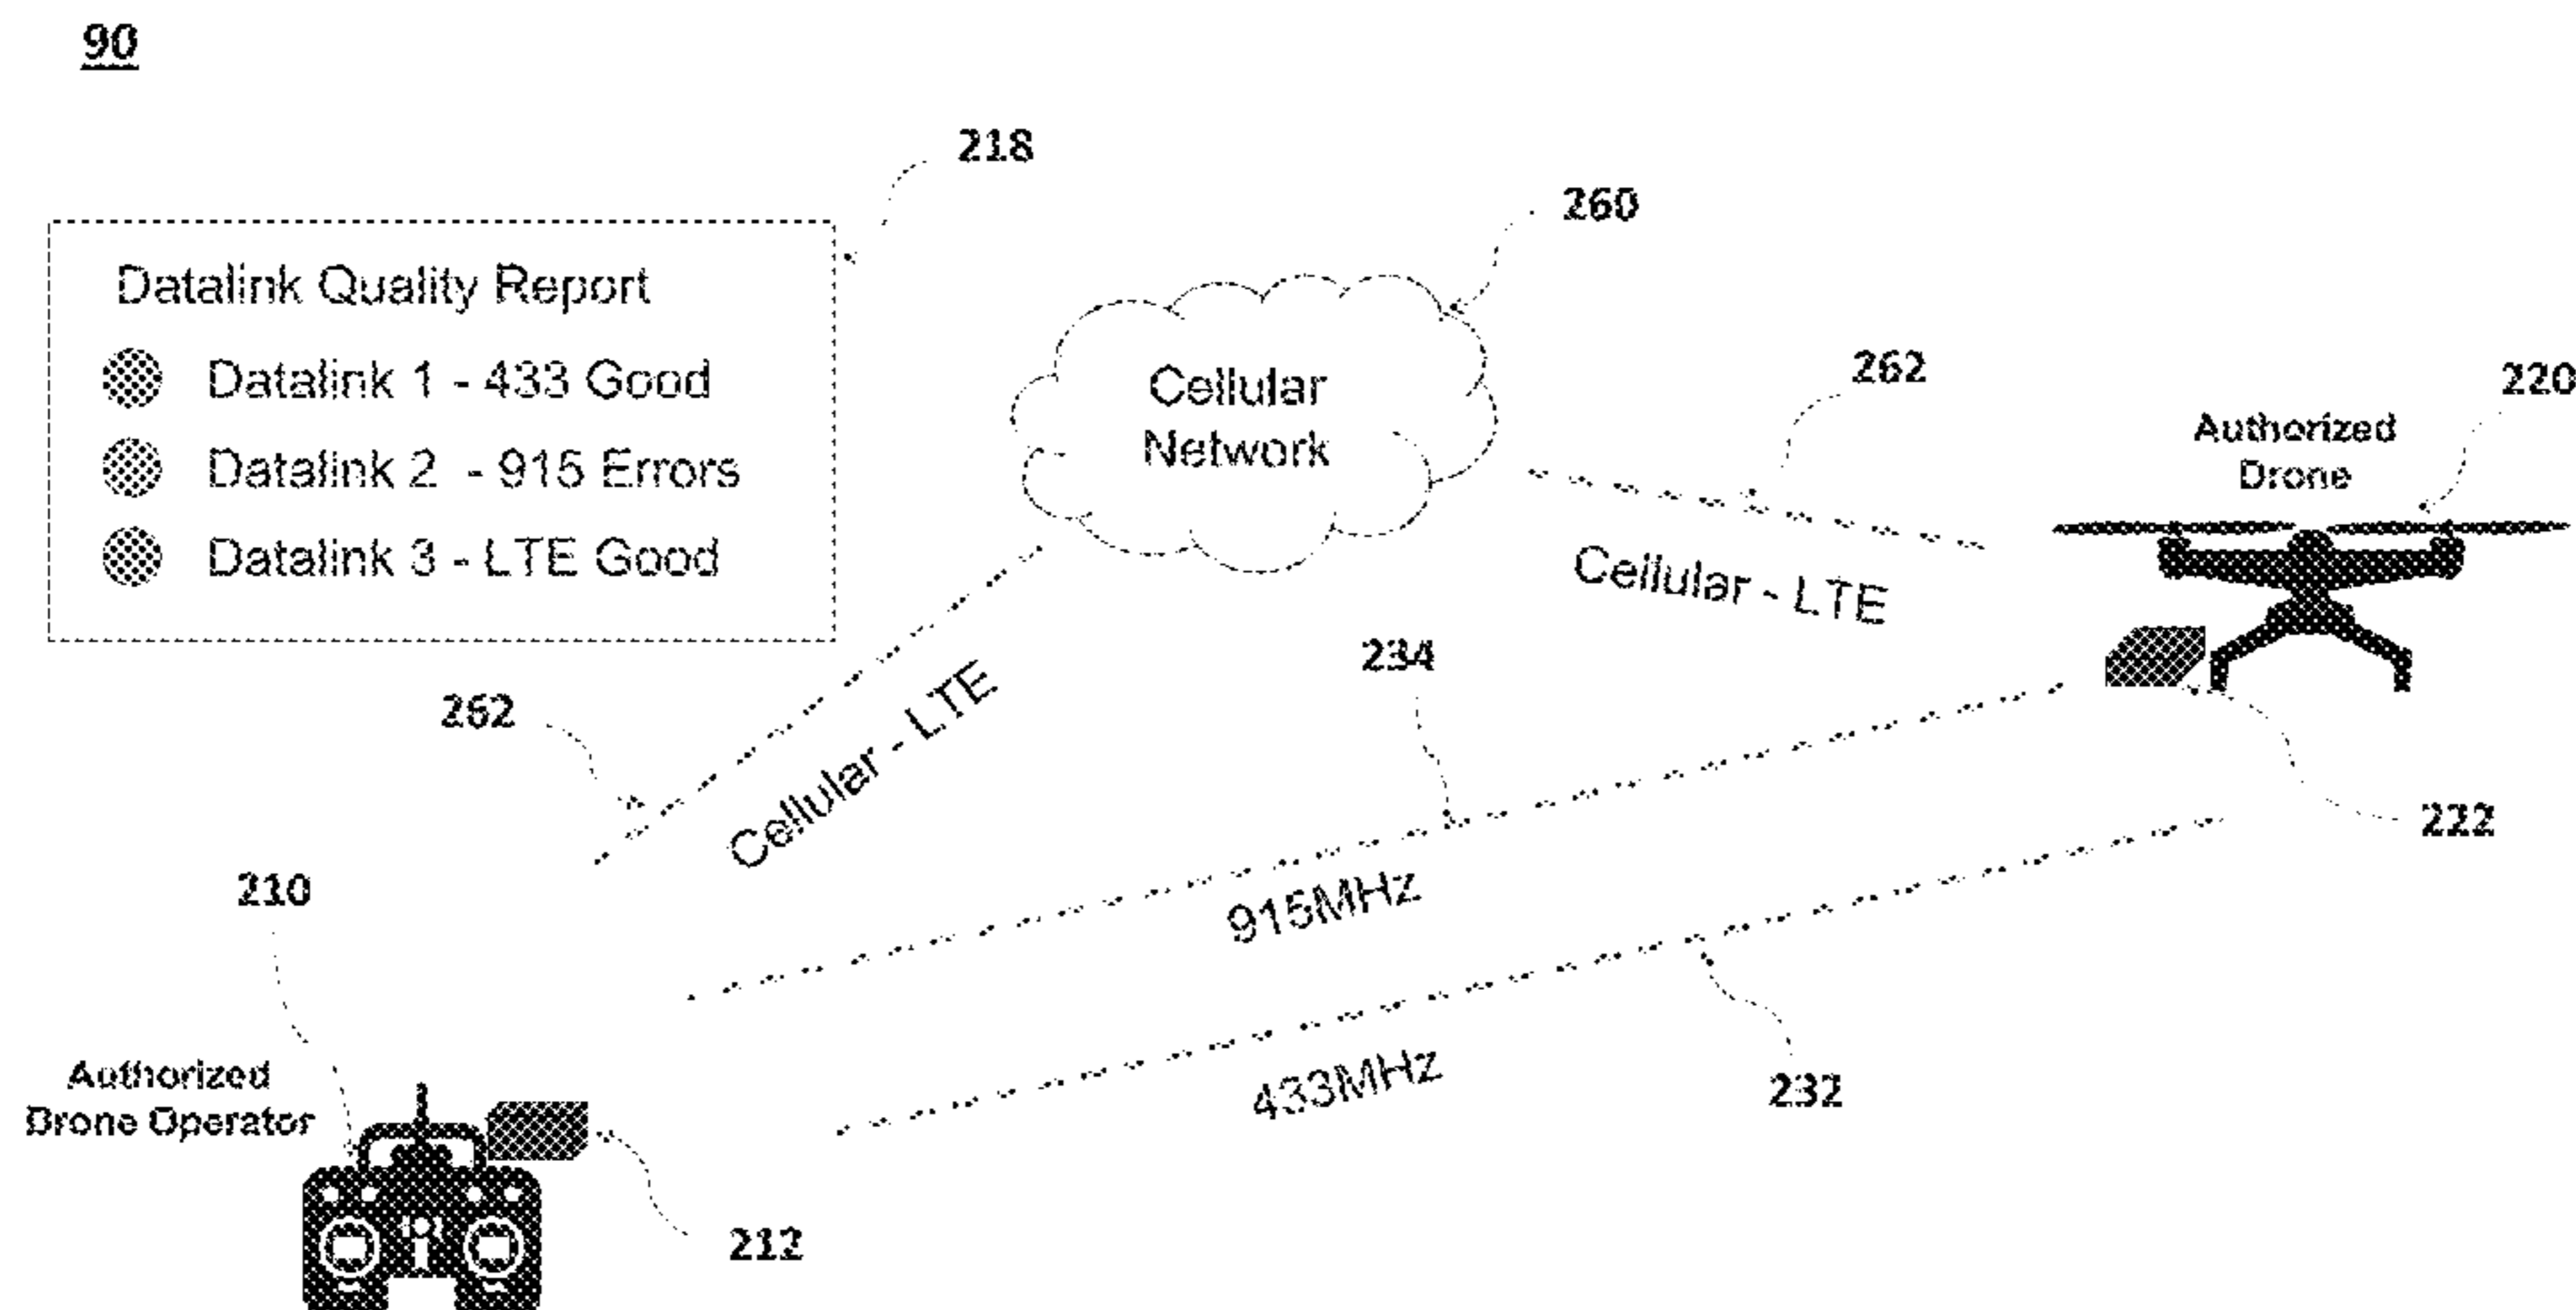 90
218
260
Datalink Quality Report
Datalink 1 - 433 Good
Datalink 2 - 915 Errors
Datalink 3 - LTE Good
Cellular
Network
262
220
Authorized
Drone
Cellular - LTE
234
262
Cellular - LTE
222
210
915MHz
433MHz
232
Authorized
Drone Operator
212